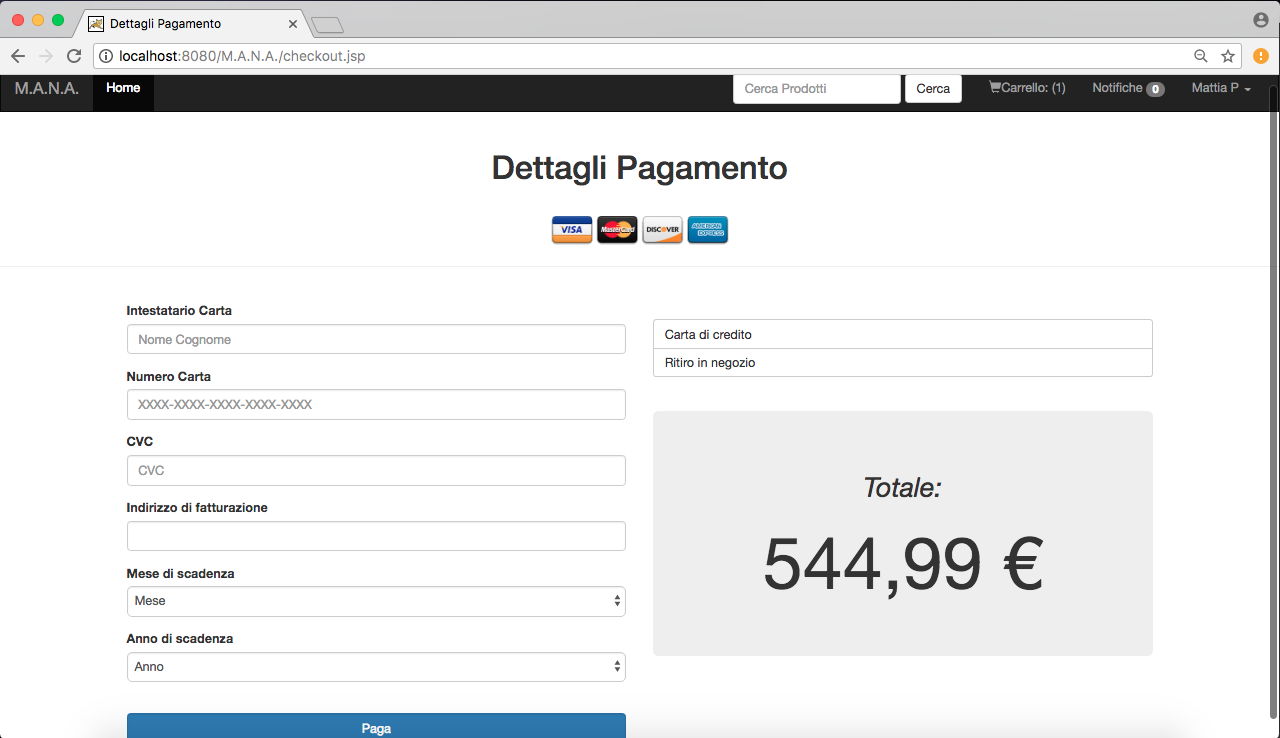 Dettagli Pagamento
localhost:8080/M.A.N.A./checkout.jsp
M.A.N.A. Home Cerca Prodotti Cerca Carrello: (1) Notifiche 0 Mattia P
Dettagli Pagamento
VISA MasterCard DISCOVER AMERICAN EXPRESS
Intestatario Carta
Nome Cognome
Numero Carta
XXXX-XXXX-XXXX-XXXX-XXXX
CVC
CVC
Indirizzo di fatturazione
Mese di scadenza
Mese
Anno di scadenza
Anno
Paga
Carta di credito
Ritiro in negozio
Totale:
544,99 €